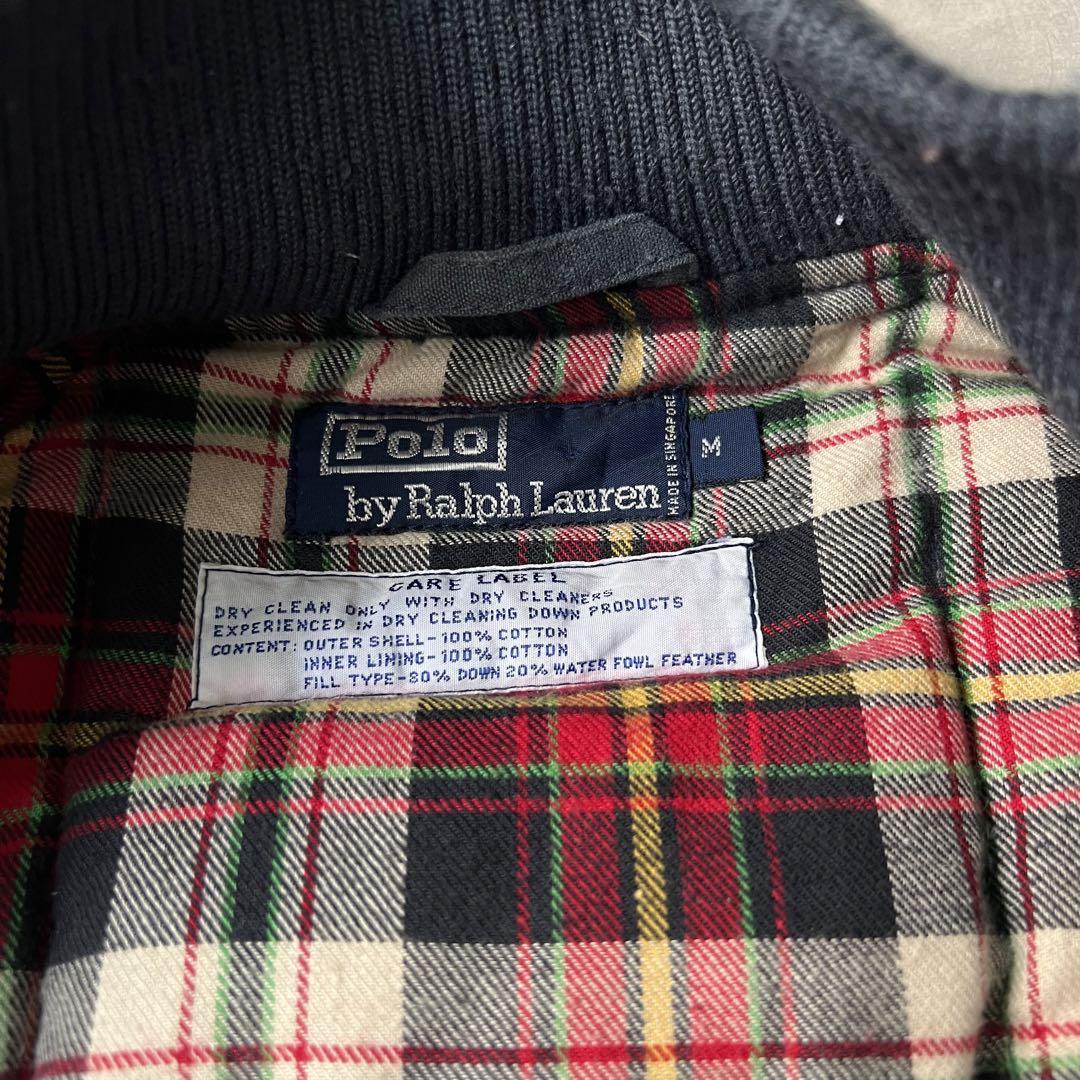 Polo
by Ralph Lauren
MADE IN SINGAPORE
M
CARE LABEL
DRY CLEAN ONLY WITH DRY CLEANERS
EXPERIENCED IN DRY CLEANING DOWN PRODUCTS
CONTENT: OUTER SHELL-100% COTTON
INNER LINING-100% COTTON
FILL TYPE-80% DOWN 20% WATER FOWL FEATHER